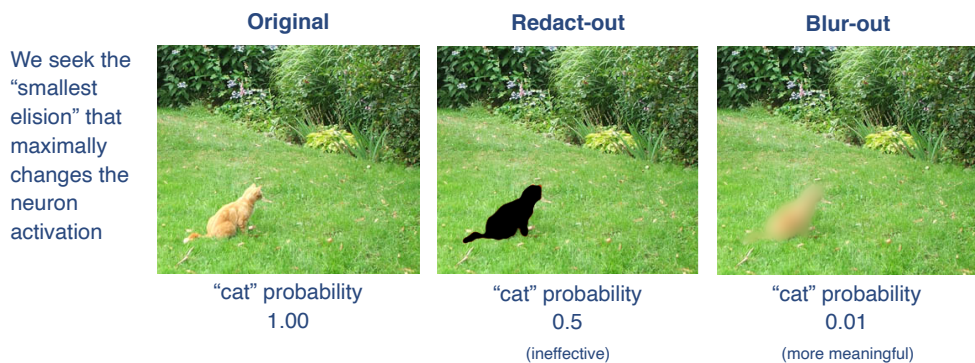 Original
Redact-out
Blur-out
We seek the
“smallest
elision” that
maximally
changes the
neuron
activation
“cat” probability
1.00
“cat” probability
0.5
(ineffective)
“cat” probability
0.01
(more meaningful)